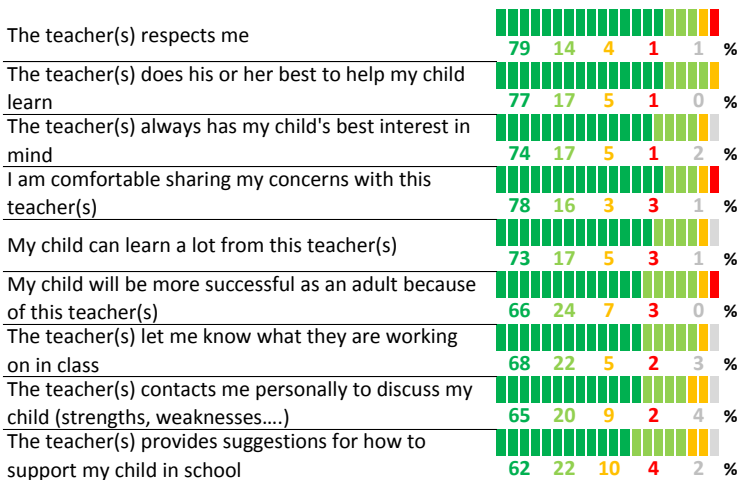 The teacher(s) respects me
79 14 4 1 1 %
The teacher(s) does his or her best to help my child
learn
77 17 5 1 0 %
The teacher(s) always has my child's best interest in
mind
74 17 5 1 2 %
I am comfortable sharing my concerns with this
teacher(s)
78 16 3 3 1 %
My child can learn a lot from this teacher(s)
73 17 5 3 1 %
My child will be more successful as an adult because
of this teacher(s)
66 24 7 3 0 %
The teacher(s) let me know what they are working
on in class
68 22 5 2 3 %
The teacher(s) contacts me personally to discuss my
child (strengths, weaknesses....)
65 20 9 2 4 %
The teacher(s) provides suggestions for how to
support my child in school
62 22 10 4 2 %